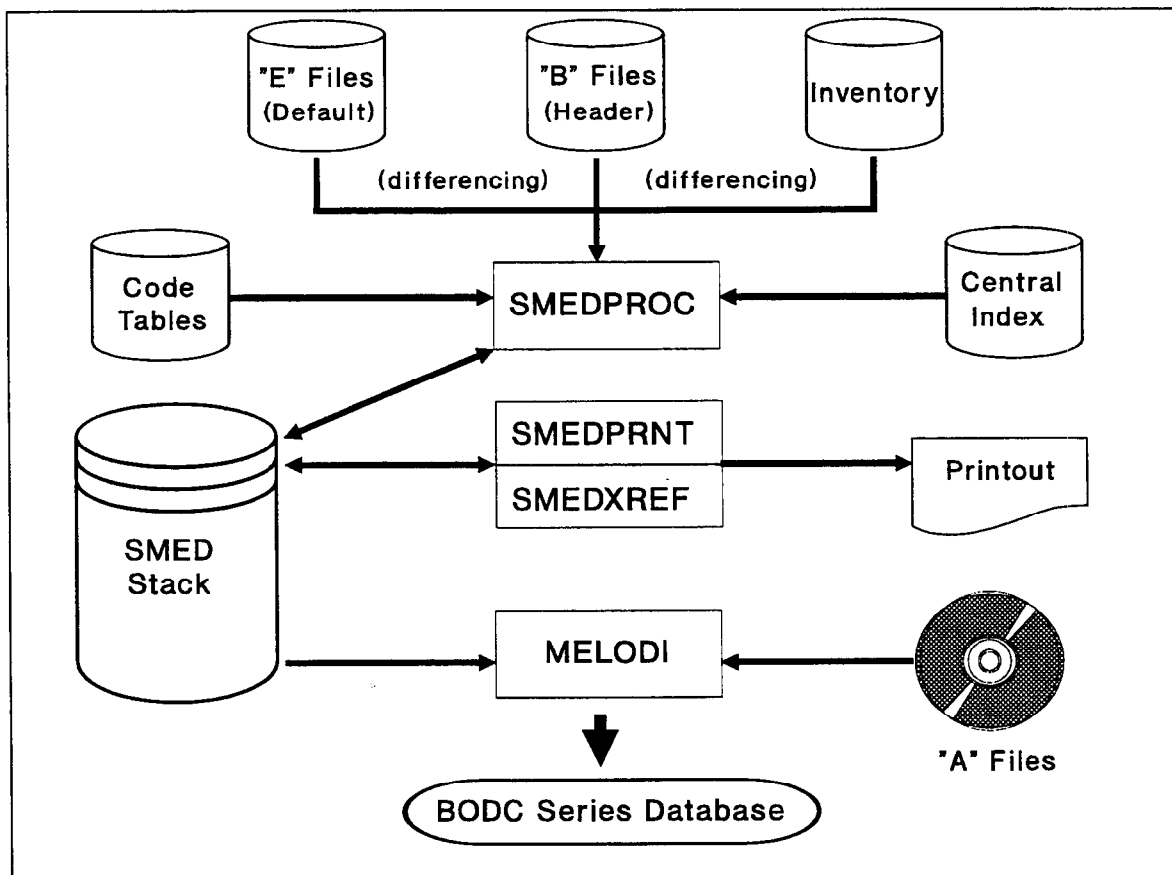 "E" Files
(Default)
"B" Files
(Header)
Inventory
(differencing)
(differencing)
Code
Tables
SMEDPROC
Central
Index
SMEDPRNT
SMEDXREF
Printout
SMED
Stack
MELODI
"A" Files
BODC Series Database